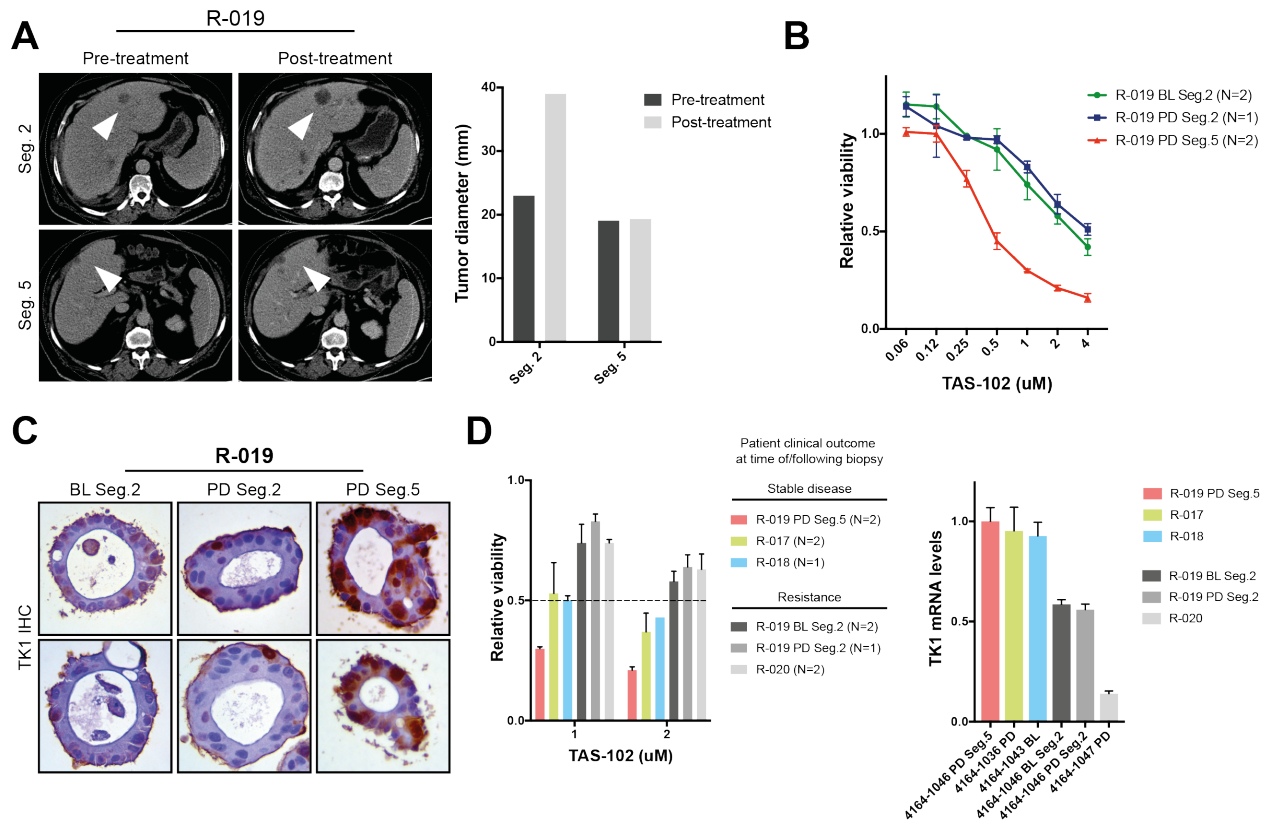 A
R-019
Pre-treatment
Post-treatment
Seg. 2
Seg. 5
Tumor diameter (mm)
40
30
20
10
0
Seg. 2
Seg. 5
Pre-treatment
Post-treatment
B
Relative viability
1.0
0.5
0.0
0.06
0.12
0.25
0.5
1
2
4
TAS-102 (uM)
R-019 BL Seg.2 (N=2)
R-019 PD Seg.2 (N=1)
R-019 PD Seg.5 (N=2)
C
R-019
BL Seg.2
PD Seg.2
PD Seg.5
TK1 IHC
D
Relative viability
1.0
0.5
0.0
1
2
TAS-102 (uM)
Patient clinical outcome
at time of/following biopsy
Stable disease
R-019 PD Seg.5 (N=2)
R-017 (N=2)
R-018 (N=1)
Resistance
R-019 BL Seg.2 (N=2)
R-019 PD Seg.2 (N=1)
R-020 (N=2)
TK1 mRNA levels
1.0
0.5
0.0
4164-1046 PD Seg.5
4164-1036 PD
4164-1043 BL
4164-1046 BL Seg.2
4164-1046 PD Seg.2
4164-1047 PD
R-019 PD Seg.5
R-017
R-018
R-019 BL Seg.2
R-019 PD Seg.2
R-020